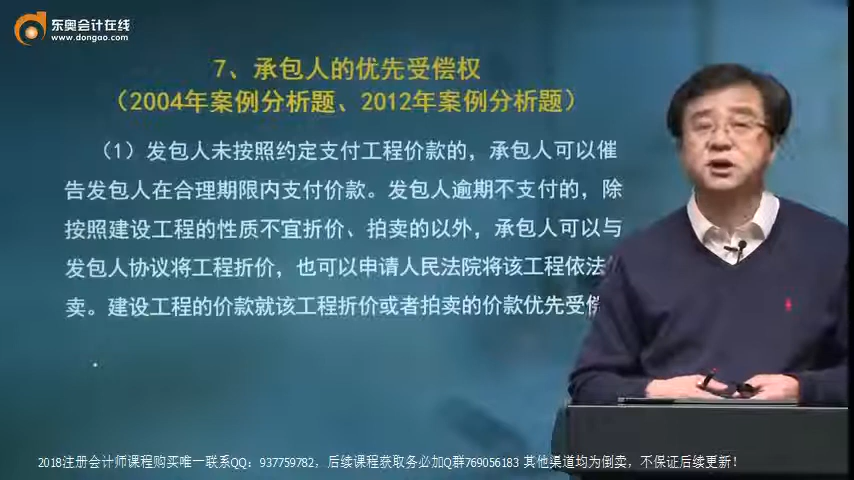 东奥会计在线
www.dongao.com
7、承包人的优先受偿权
（2004年案例分析题、2012年案例分析题）
（1）发包人未按照约定支付工程价款的，承包人可以催
告发包人在合理期限内支付价款。发包人逾期不支付的，除
按照建设工程的性质不宜折价、拍卖的以外，承包人可以与
发包人协议将工程折价，也可以申请人民法院将该工程依法
卖。建设工程的价款就该工程折价或者拍卖的价款优先受偿
2018注册会计师课程购买唯一联系QQ：937759782，后续课程获取务必加Q群769056183 其他渠道均为倒卖，不保证后续更新！